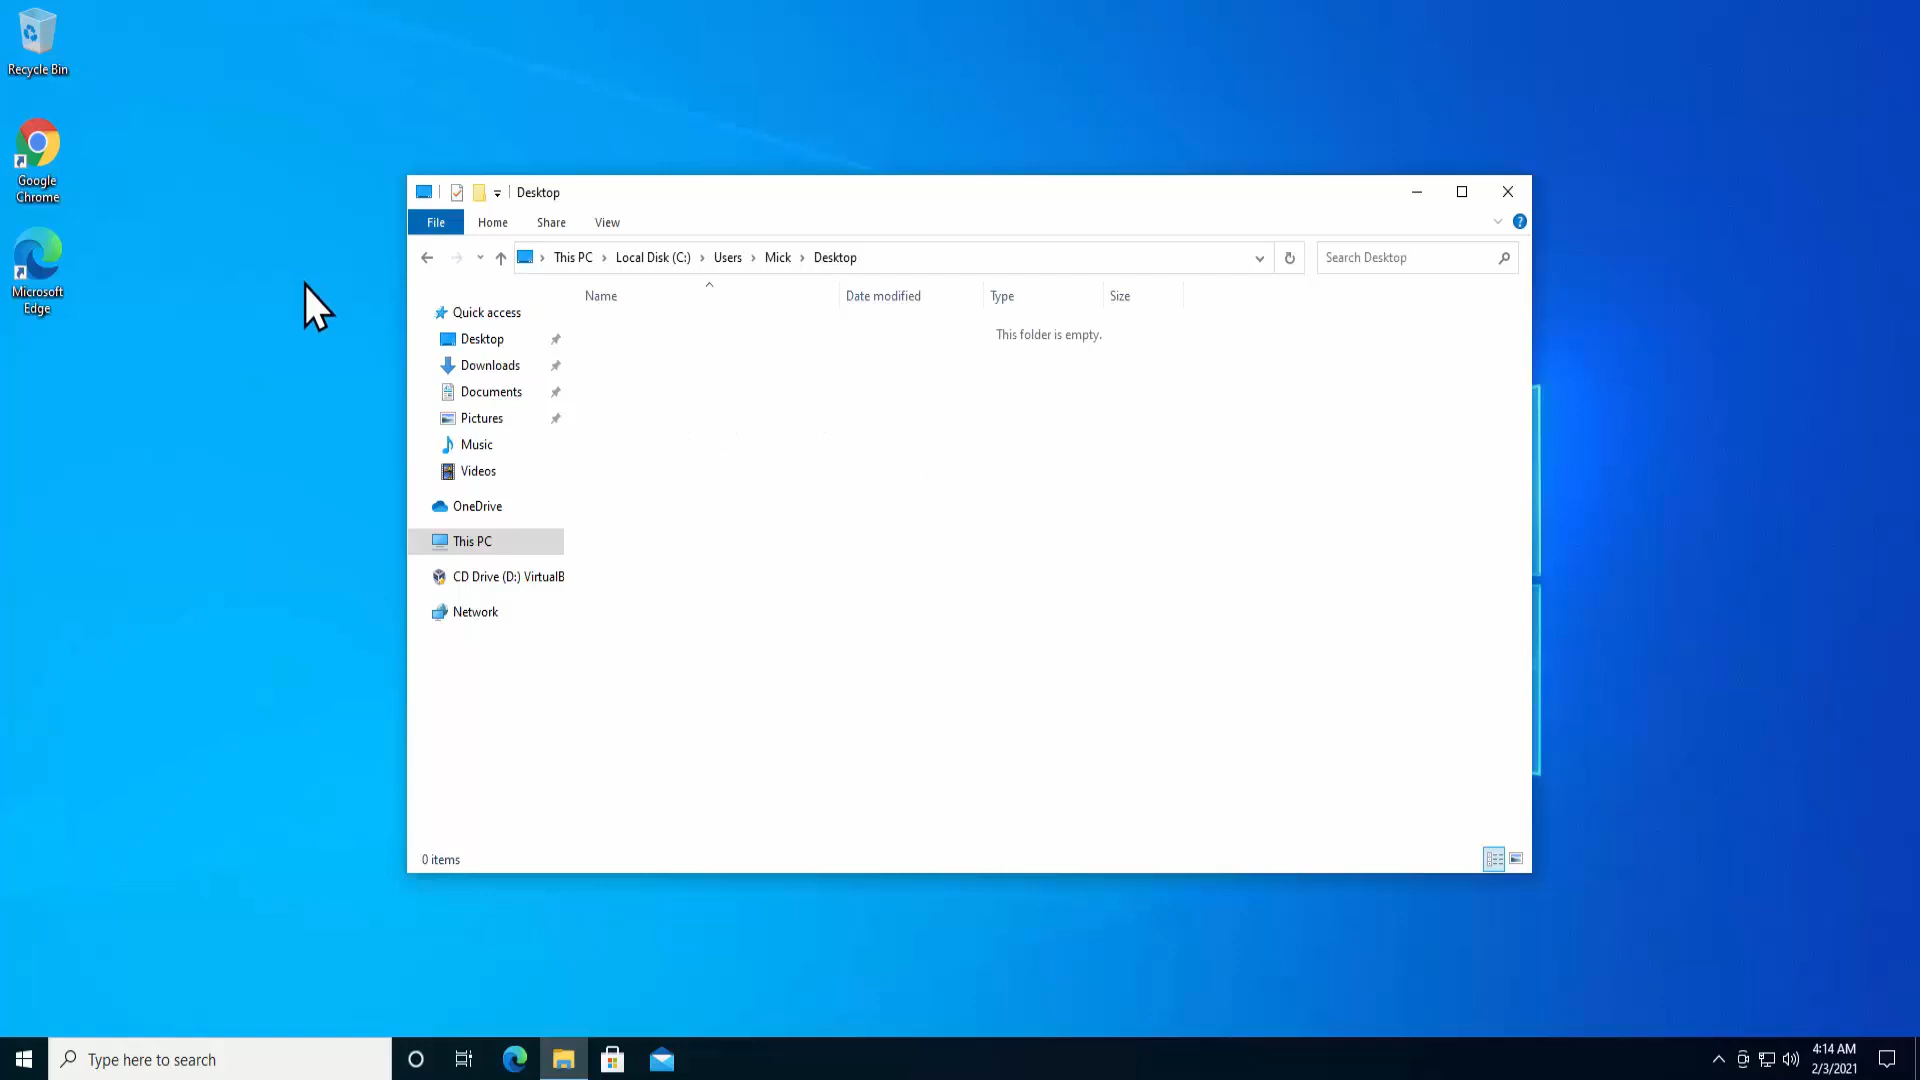 Recycle Bin
Google
Chrome
Microsoft
Edge
Desktop
File Home Share View
This PC Local Disk (C:) Users Mick Desktop
Search Desktop
Name Date modified Type Size
This folder is empty.
Quick access
Desktop
Downloads
Documents
Pictures
Music
Videos
OneDrive
This PC
CD Drive (D:) VirtualB
Network
0 items
Type here to search
4:14 AM
2/3/2021